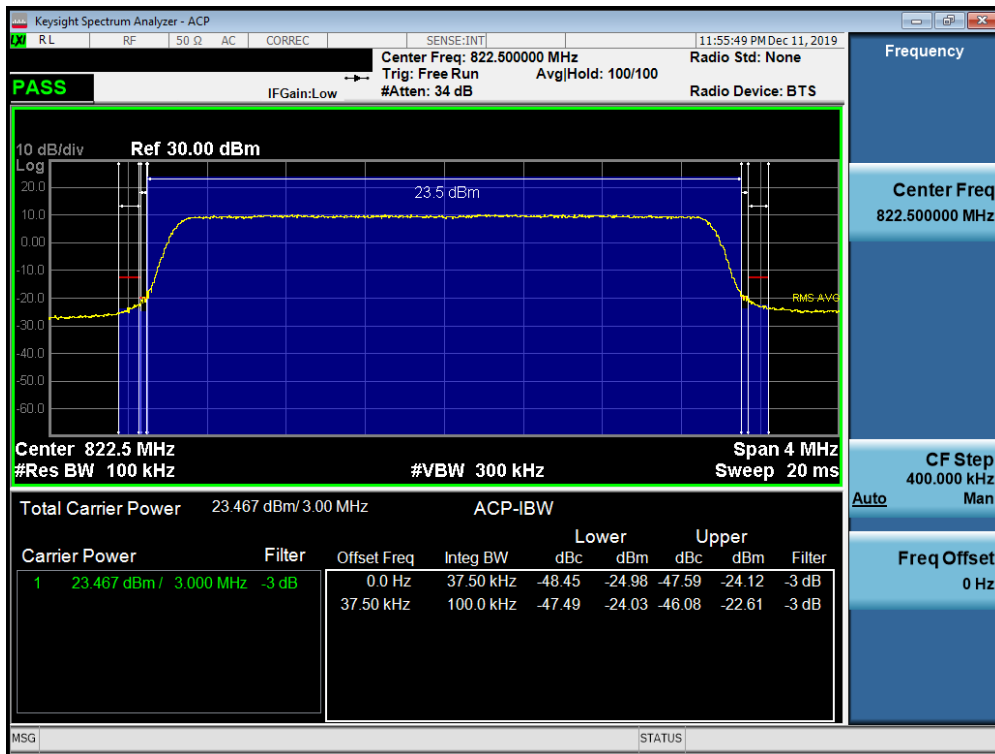 Keysight Spectrum Analyzer - ACP
LXI RL RF 50 Ω AC CORREC SENSE:INT 11:55:49 PM Dec 11, 2019
Center Freq: 822.500000 MHz Radio Std: None
Trig: Free Run Avg|Hold: 100/100
PASS IFGain:Low #Atten: 34 dB Radio Device: BTS
10 dB/div Ref 30.00 dBm
Log
20.0
23.5 dBm
10.0
0.00
-10.0
-20.0
RMS AVG
-30.0
-40.0
-50.0
-60.0
Center 822.5 MHz Span 4 MHz
#Res BW 100 kHz #VBW 300 kHz Sweep 20 ms
Total Carrier Power 23.467 dBm/ 3.00 MHz ACP-IBW
Lower Upper
Carrier Power Filter Offset Freq Integ BW dBc dBm dBc dBm Filter
1 23.467 dBm / 3.000 MHz -3 dB 0.0 Hz 37.50 kHz -48.45 -24.98 -47.59 -24.12 -3 dB
37.50 kHz 100.0 kHz -47.49 -24.03 -46.08 -22.61 -3 dB
MSG STATUS
Frequency
Center Freq
822.500000 MHz
CF Step
400.000 kHz
Auto Man
Freq Offset
0 Hz